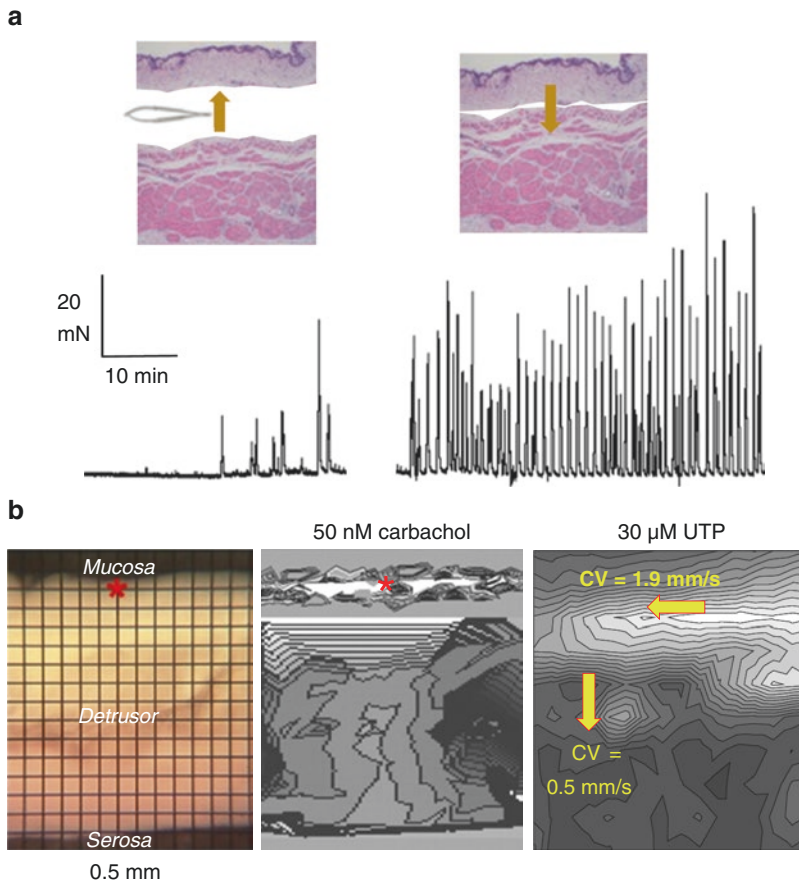 a
20
mN
10 min
b
50 nM carbachol
30 µM UTP
Mucosa
*
*
CV = 1.9 mm/s
Detrusor
CV =
0.5 mm/s
Serosa
0.5 mm